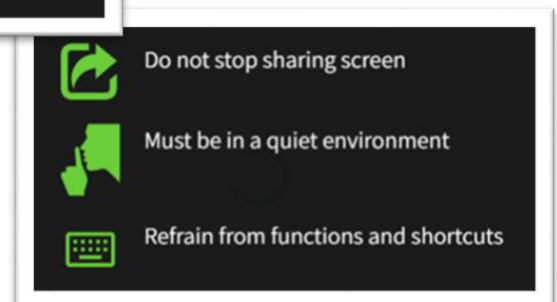 Do not stop sharing screen
Must be in a quiet environment
Refrain from functions and shortcuts